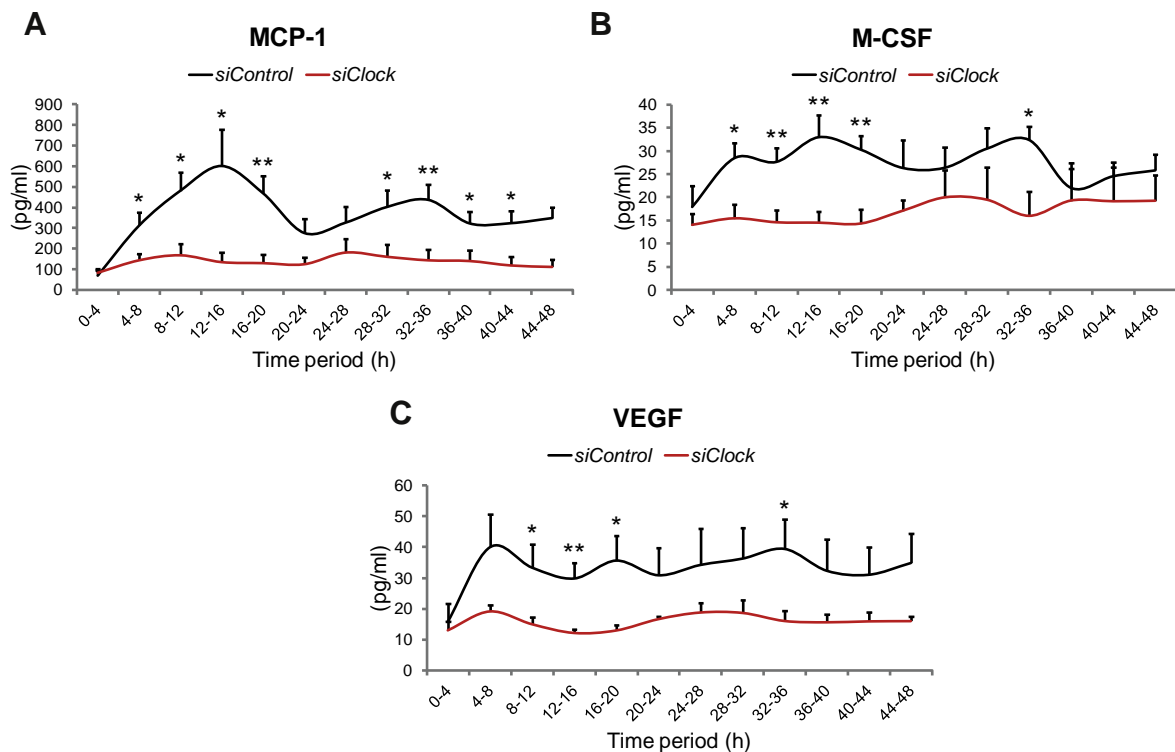 A
MCP-1
siControl siClock
900
800
700
600
500
400
300
200
100
0
(pg/ml)
* * * ** * ** * *
0-4 4-8 8-12 12-16 16-20 20-24 24-28 28-32 32-36 36-40 40-44 44-48
Time period (h)
B
M-CSF
siControl siClock
40
35
30
25
20
15
10
5
0
(pg/ml)
* ** ** ** *
0-4 4-8 8-12 12-16 16-20 20-24 24-28 28-32 32-36 36-40 40-44 44-48
Time period (h)
C
VEGF
siControl siClock
60
50
40
30
20
10
0
(pg/ml)
* ** * *
0-4 4-8 8-12 12-16 16-20 20-24 24-28 28-32 32-36 36-40 40-44 44-48
Time period (h)